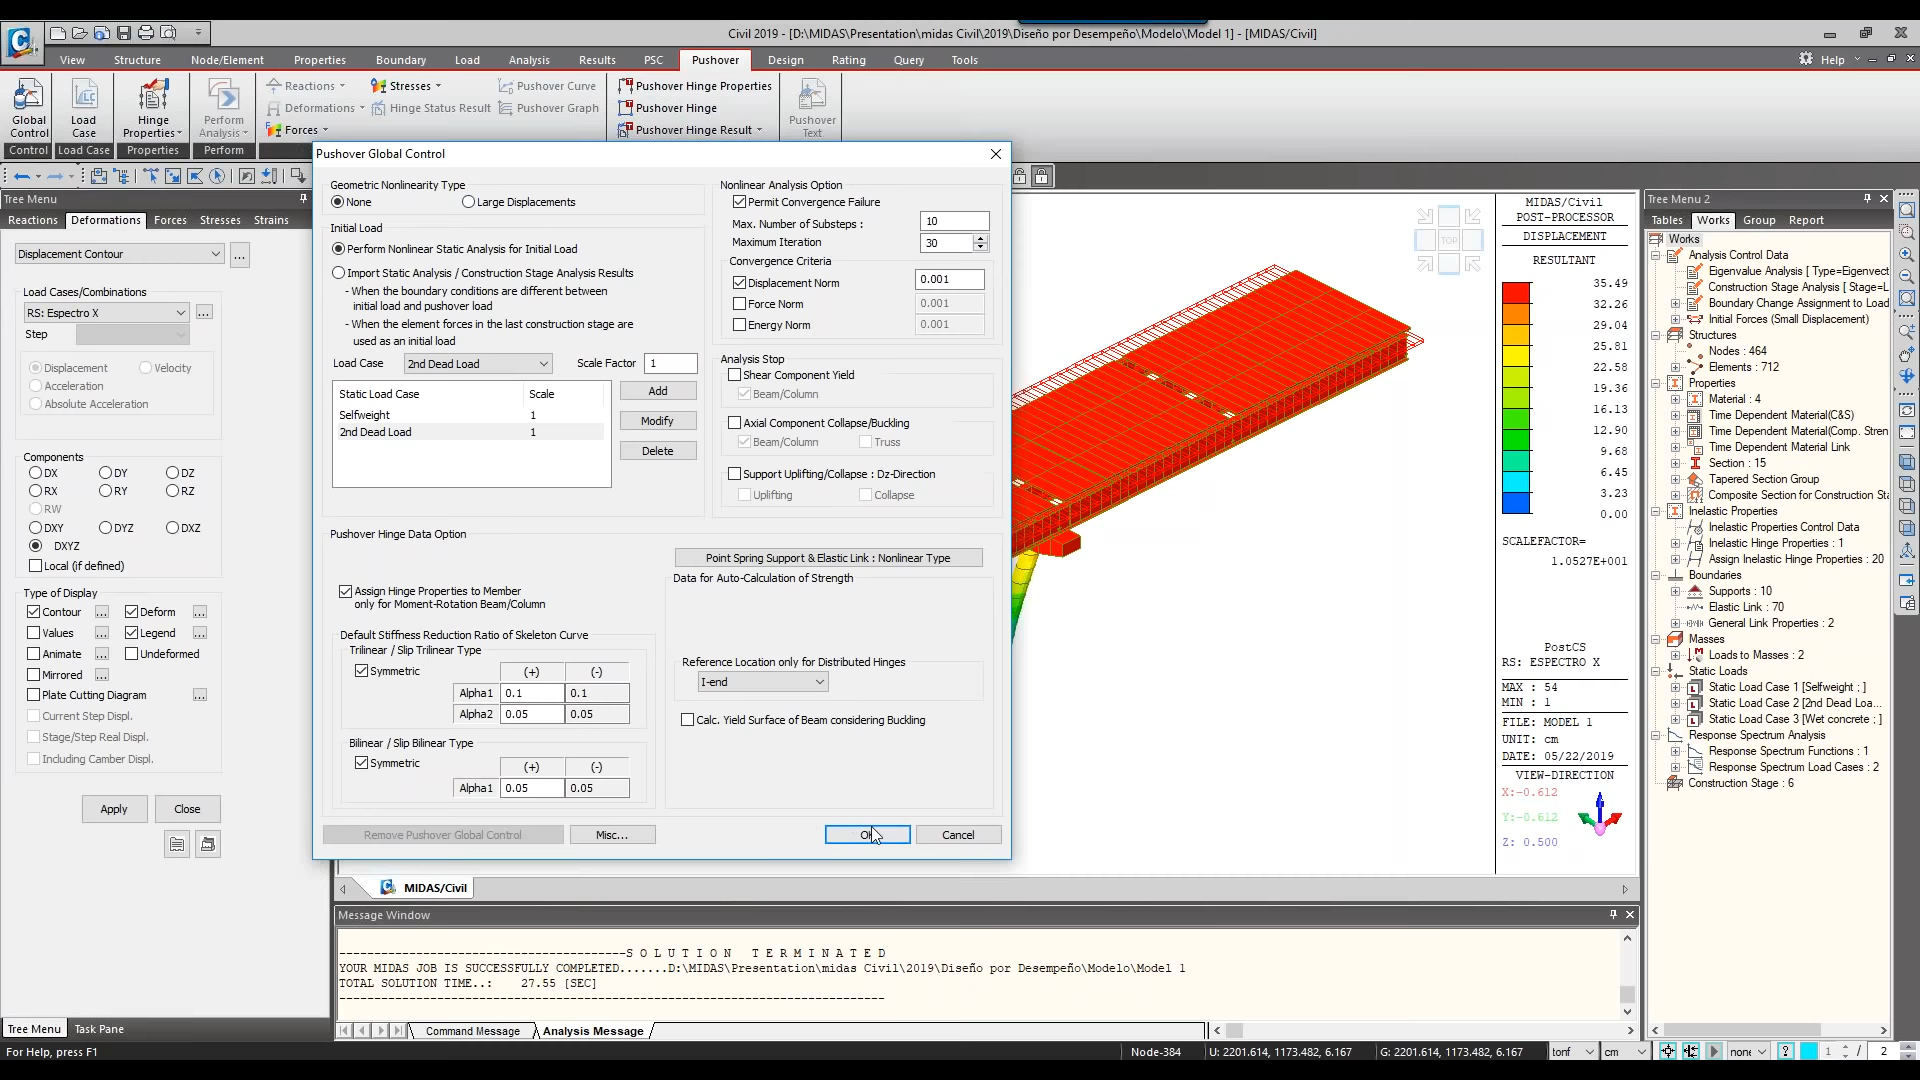 Civil 2019 - [D:\MIDAS\Presentation\midas Civil\2019\Diseño por Desempeño\Modelo\Model 1] - [MIDAS/Civil]
View Structure Node/Element Properties Boundary Load Analysis Results PSC Pushover Design Rating Query Tools Help
Reactions Stresses Pushover Curve Pushover Hinge Properties
Deformations Hinge Status Result Pushover Graph Pushover Hinge
Forces Pushover Hinge Result
Global Control
Load Case
Hinge Properties
Perform Analysis
Pushover Text
Control Load Case Properties Perform
Tree Menu
Reactions Deformations Forces Stresses Strains
Displacement Contour ...
Load Cases/Combinations
RS: Espectro X ...
Step
Displacement Velocity
Acceleration
Absolute Acceleration
Components
DX DY DZ
RX RY RZ
RW
DXY DYZ DXZ
DXYZ
Local (if defined)
Type of Display
Contour ... Deform ...
Values ... Legend ...
Animate ... Undeformed
Mirrored ...
Plate Cutting Diagram ...
Current Step Displ.
Stage/Step Real Displ.
Including Camber Displ.
Apply Close
Tree Menu Task Pane
For Help, press F1
Pushover Global Control
Geometric Nonlinearity Type
None Large Displacements
Initial Load
Perform Nonlinear Static Analysis for Initial Load
Import Static Analysis / Construction Stage Analysis Results
- When the boundary conditions are different between
initial load and pushover load
- When the element forces in the last construction stage are
used as an initial load
Load Case 2nd Dead Load Scale Factor 1
Static Load Case Scale
Selfweight 1
2nd Dead Load 1
Add
Modify
Delete
Nonlinear Analysis Option
Permit Convergence Failure
Max. Number of Substeps : 10
Maximum Iteration 30
Convergence Criteria
Displacement Norm 0.001
Force Norm 0.001
Energy Norm 0.001
Analysis Stop
Shear Component Yield
Beam/Column
Axial Component Collapse/Buckling
Beam/Column Truss
Support Uplifting/Collapse : Dz-Direction
Uplifting Collapse
Pushover Hinge Data Option
Point Spring Support & Elastic Link : Nonlinear Type
Assign Hinge Properties to Member
only for Moment-Rotation Beam/Column
Default Stiffness Reduction Ratio of Skeleton Curve
Trilinear / Slip Trilinear Type
Symmetric (+) (-)
Alpha1 0.1 0.1
Alpha2 0.05 0.05
Bilinear / Slip Bilinear Type
Symmetric (+) (-)
Alpha1 0.05 0.05
Data for Auto-Calculation of Strength
Reference Location only for Distributed Hinges
I-end
Calc. Yield Surface of Beam considering Buckling
Remove Pushover Global Control Misc... Cancel
TOP
MIDAS/Civil
POST-PROCESSOR
DISPLACEMENT
RESULTANT
35.49
32.26
29.04
25.81
22.58
19.36
16.13
12.90
9.68
6.45
3.23
0.00
SCALEFACTOR=
1.0527E+001
PostCS
RS: ESPECTRO X
MAX : 54
MIN : 1
FILE: MODEL 1
UNIT: cm
DATE: 05/22/2019
VIEW-DIRECTION
X:-0.612
Y:-0.612
Z: 0.500
MIDAS/Civil
Message Window
SOLUTION TERMINATED
YOUR MIDAS JOB IS SUCCESSFULLY COMPLETED.......D:\MIDAS\Presentation\midas Civil\2019\Diseño por Desempeño\Modelo\Model 1
TOTAL SOLUTION TIME..: 27.55 [SEC]
Command Message Analysis Message
Node-384 U: 2201.614, 1173.482, 6.167 G: 2201.614, 1173.482, 6.167 tonf cm none ? 1 / 2
Tree Menu 2
Tables Works Group Report
Works
Analysis Control Data
Eigenvalue Analysis [ Type=Eigenvect
Construction Stage Analysis [ Stage=L
Boundary Change Assignment to Load
Initial Forces (Small Displacement)
Structures
Nodes : 464
Elements : 712
Properties
Material : 4
Time Dependent Material(C&S)
Time Dependent Material(Comp. Stren
Time Dependent Material Link
Section : 15
Tapered Section Group
Composite Section for Construction Sta
Inelastic Properties
Inelastic Properties Control Data
Inelastic Hinge Properties : 1
Assign Inelastic Hinge Properties : 20
Boundaries
Supports : 10
Elastic Link : 70
General Link Properties : 2
Masses
Loads to Masses : 2
Static Loads
Static Load Case 1 [Selfweight ; ]
Static Load Case 2 [2nd Dead Loa...
Static Load Case 3 [Wet concrete ; ]
Response Spectrum Analysis
Response Spectrum Functions : 1
Response Spectrum Load Cases : 2
Construction Stage : 6